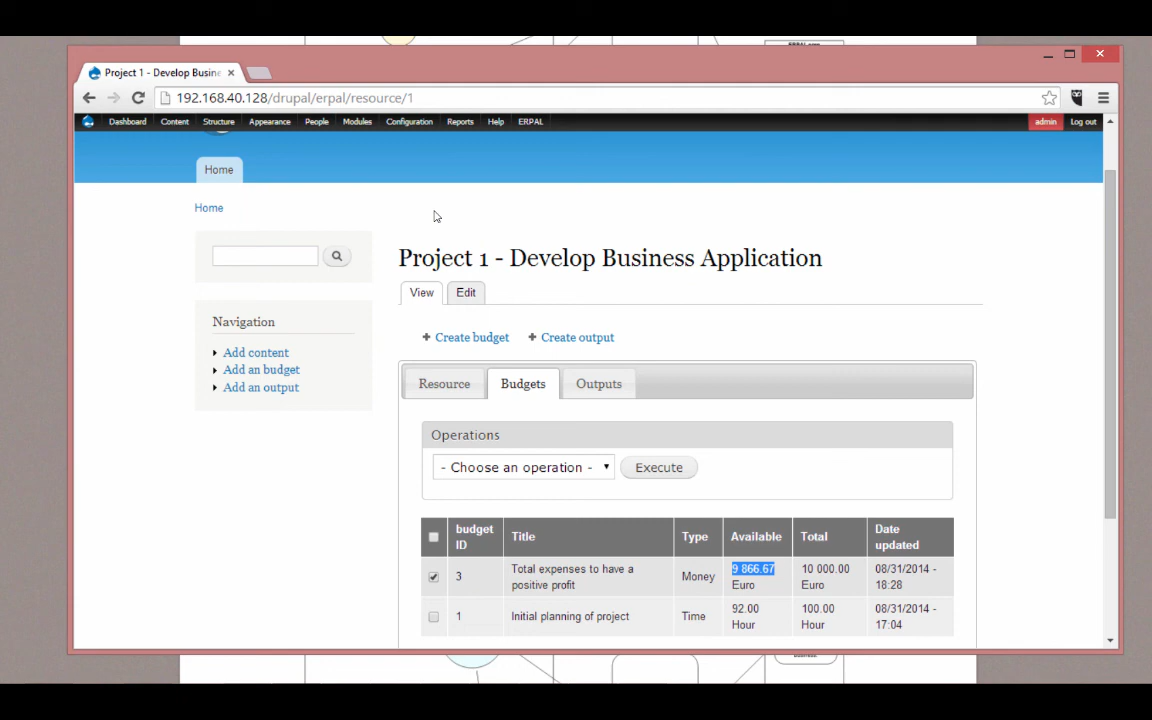 Project 1 - Develop Busine
192.168.40.128/drupal/erpal/resource/1
Dashboard Content Structure Appearance People Modules Configuration Reports Help ERPAL admin Log out
Home
Home
Project 1 - Develop Business Application
View Edit
Navigation
Create budget Create output
Add content
Add an budget
Add an output
Resource Budgets Outputs
Operations
- Choose an operation - Execute
budget ID Title Type Available Total Date updated
3 Total expenses to have a positive profit Money 9 866.67 Euro 10 000.00 Euro 08/31/2014 - 18:28
1 Initial planning of project Time 92.00 Hour 100.00 Hour 08/31/2014 - 17:04